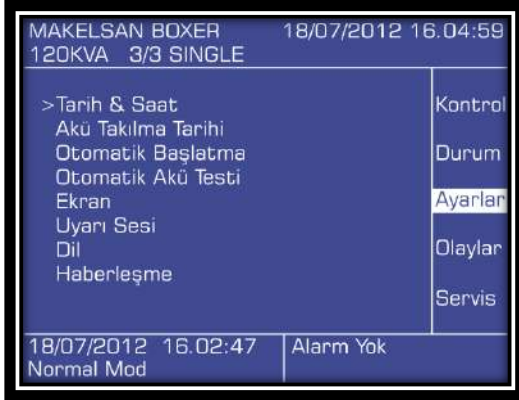 MAKELSAN BOXER 18/07/2012 16.04:59
120KVA 3/3 SINGLE
>Tarih & Saat
Akü Takılma Tarihi
Otomatik Başlatma
Otomatik Akü Testi
Ekran
Uyarı Sesi
Dil
Haberleşme
Kontrol
Durum
Ayarlar
Olaylar
Servis
18/07/2012 16.02:47 Alarm Yok
Normal Mod